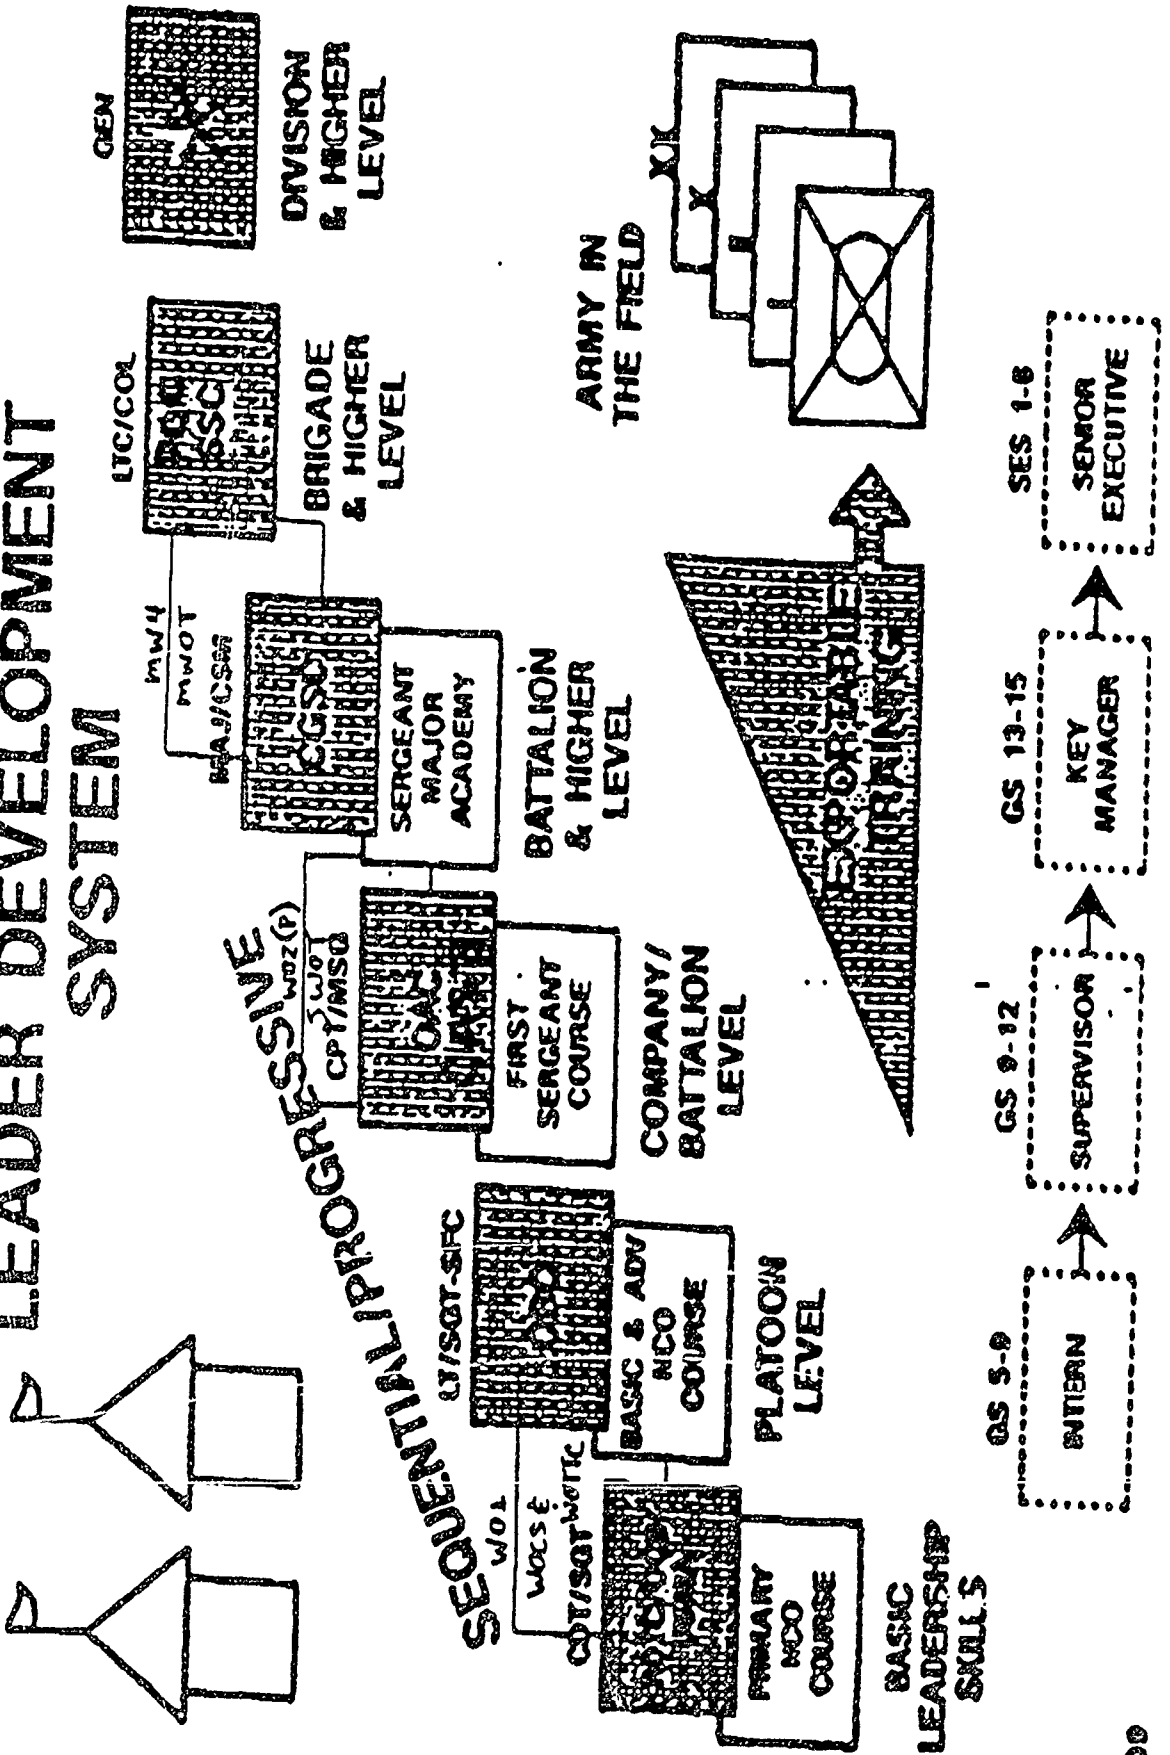 LEADER DEVELOPMENT
SYSTEM
SEQUENTIAL/PROGRESSIVE
GEN
DIVISION
& HIGHER
LEVEL
LTC/COL
SSC
BRIGADE
& HIGHER
LEVEL
MW4
MWOT
MAJ/CSM
CGSC
SERGEANT
MAJOR
ACADEMY
BATTALION
& HIGHER
LEVEL
WO2(P)
SWOT
CPT/MSG
OAC
FIRST
SERGEANT
COURSE
COMPANY/
BATTALION
LEVEL
LT/SGT-SFC
OBC
BASIC & ADV
NCO
COURSE
PLATOON
LEVEL
WO1
WOCSE
WOTTC
CDT/SGT
PRIMARY
NCO
COURSE
BASIC
LEADERSHIP
SKILLS
ARMY IN
THE FIELD
XX
X
II
I
EXPORTABLE
TRAINING
GS 5-9
INTERN
GS 9-12
SUPERVISOR
GS 13-15
KEY
MANAGER
SES 1-6
SENIOR
EXECUTIVE